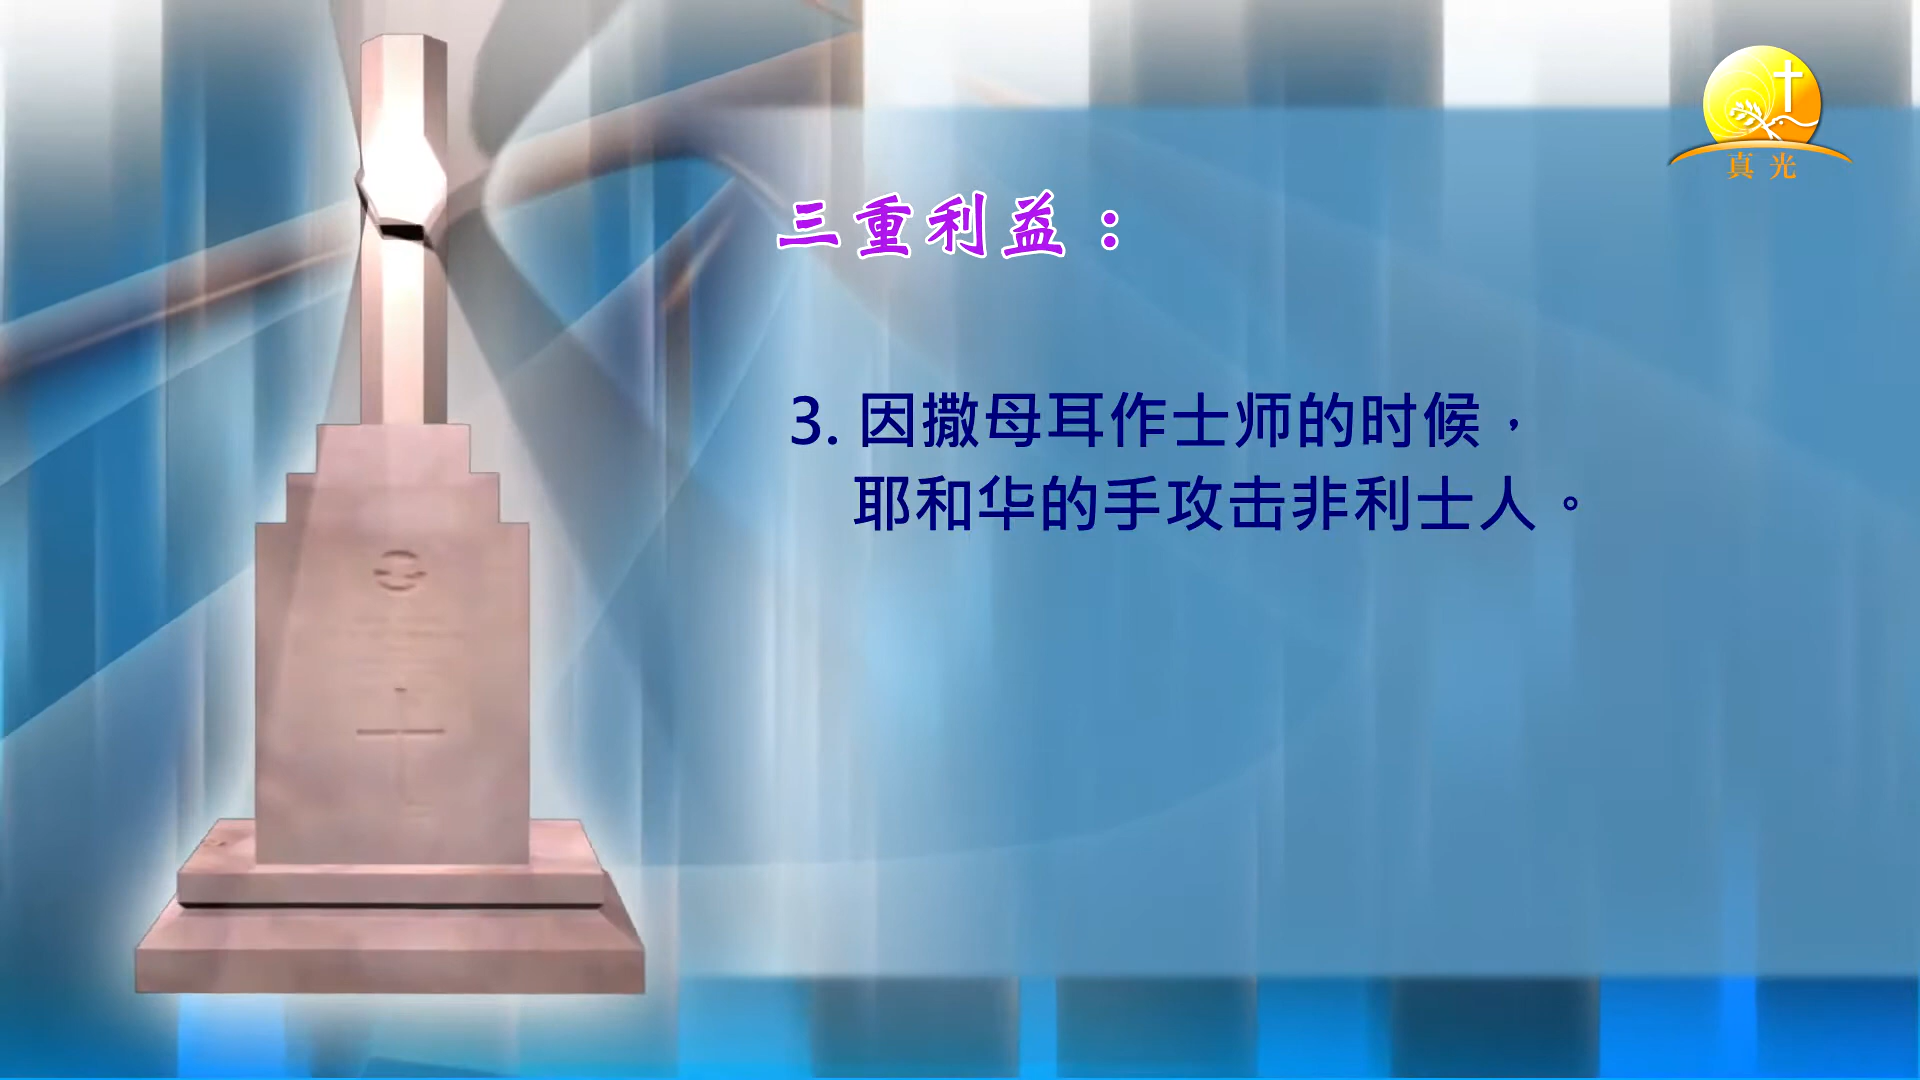 真光
三重利益：
3. 因撒母耳作士师的时候，
耶和华的手攻击非利士人。